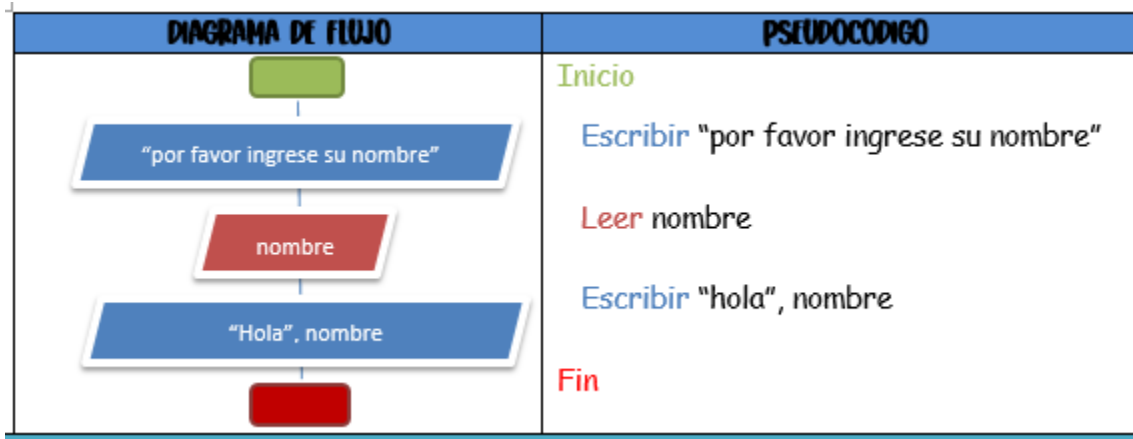 DIAGRAMA DE FLUJO
PSEUDOCODIGO
"por favor ingrese su nombre"
nombre
"Hola", nombre
Inicio
Escribir "por favor ingrese su nombre"
Leer nombre
Escribir "hola", nombre
Fin